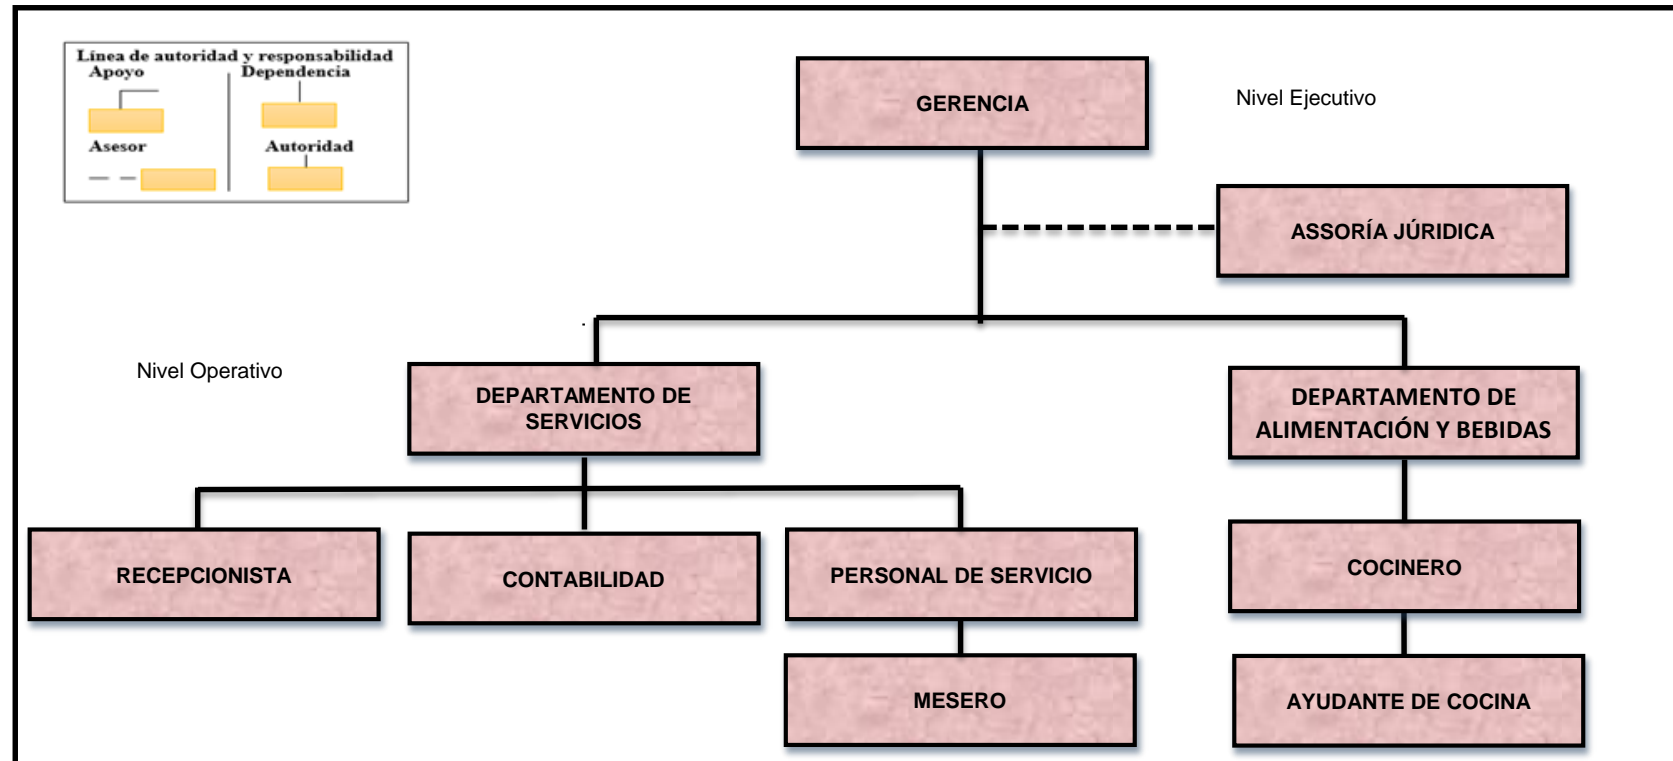 Línea de autoridad y responsabilidad
Apoyo
Dependencia
Asesor
Autoridad
GERENCIA
Nivel Ejecutivo
ASSORÍA JÚRIDICA
.
Nivel Operativo
DEPARTAMENTO DE
SERVICIOS
DEPARTAMENTO DE
ALIMENTACIÓN Y BEBIDAS
RECEPCIONISTA
CONTABILIDAD
PERSONAL DE SERVICIO
COCINERO
MESERO
AYUDANTE DE COCINA